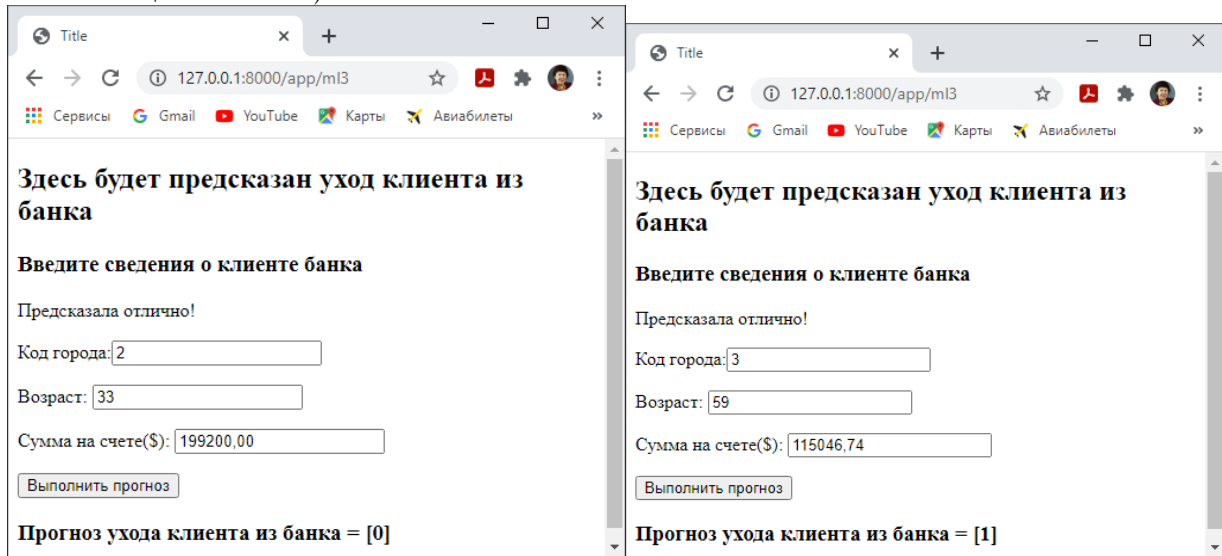 Title
127.0.0.1:8000/app/ml3
Сервисы Gmail YouTube Карты Авиабилеты »
Здесь будет предсказан уход клиента из
банка
Введите сведения о клиенте банка
Предсказала отлично!
Код города: 2
Возраст: 33
Сумма на счете($): 199200,00
Выполнить прогноз
Прогноз ухода клиента из банка = [0]
Title
127.0.0.1:8000/app/ml3
Сервисы Gmail YouTube Карты Авиабилеты »
Здесь будет предсказан уход клиента из
банка
Введите сведения о клиенте банка
Предсказала отлично!
Код города: 3
Возраст: 59
Сумма на счете($): 115046,74
Выполнить прогноз
Прогноз ухода клиента из банка = [1]